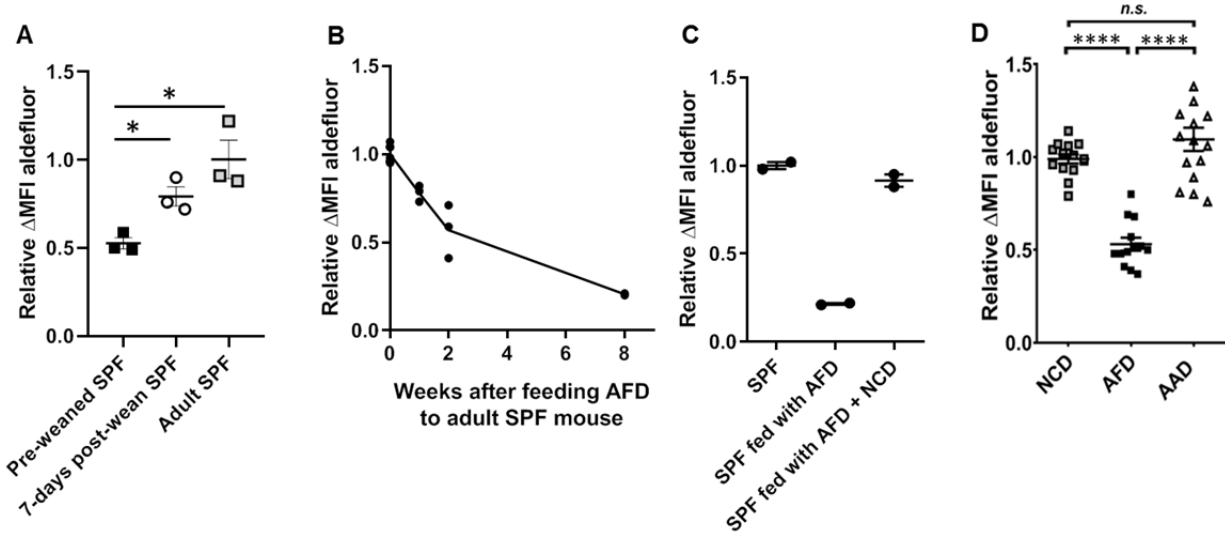 A
Relative ΔMFI aldefluor
1.5
1.0
0.5
1.0
*
*
Pre-weaned SPF
7-days post-wean SPF
Adult SPF
B
Relative ΔMFI aldefluor
1.5
1.0
0.5
0.0
0
2
4
6
8
Weeks after feeding AFD
to adult SPF mouse
C
Relative ΔMFI aldefluor
1.5
1.0
0.5
0.0
SPF
SPF fed with AFD
SPF fed with AFD + NCD
D
n.s.
**** ****
Relative ΔMFI aldefluor
1.5
1.0
0.5
0.0
NCD
AFD
AAD